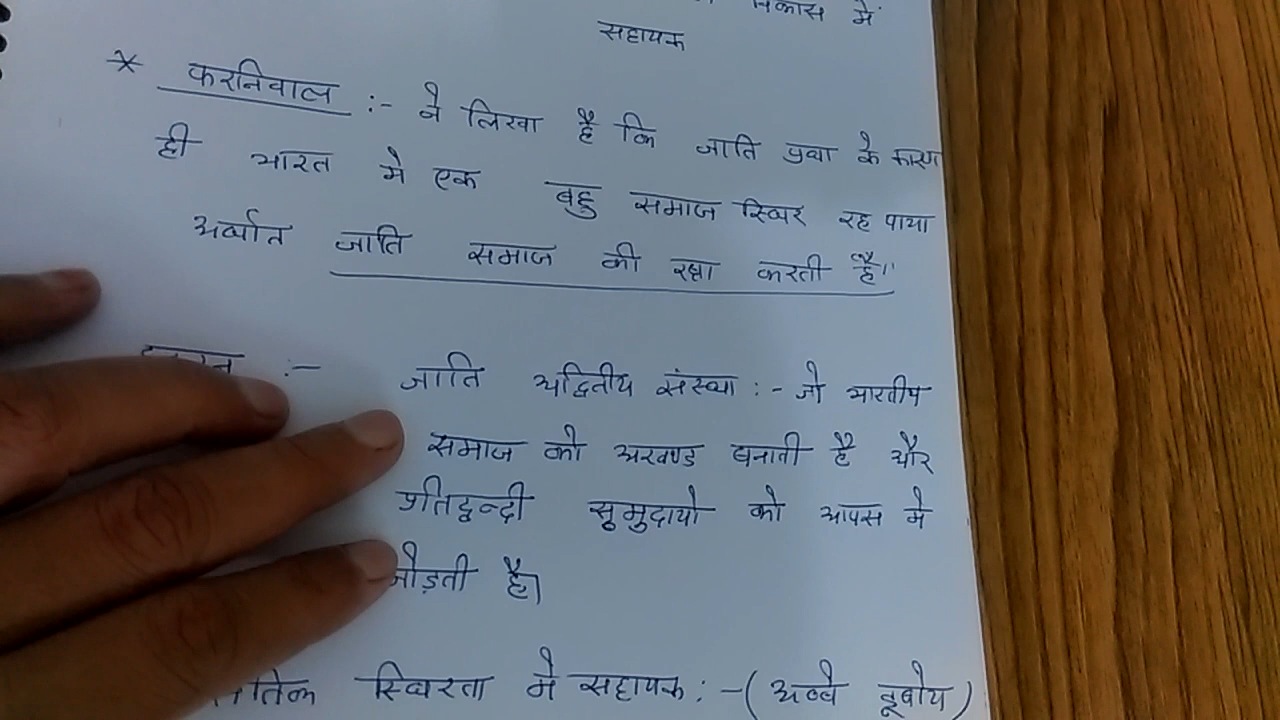 विकास में
सहायक
* करनिवाल :- ने लिखा है कि जाति प्रथा के कारण
ही भारत मे एक बहु समाज स्थिर रह पाया
अर्थात जाति समाज की रक्षा करती है।"
:- जाति अद्वितीय संस्था :- जो भारतीय
समाज को अखण्ड बनाती है और
प्रतिद्वन्दी समुदायो को आपस मे
जोड़ती है।
स्थिरता में सहायक :- (अब्बे डूबोय)